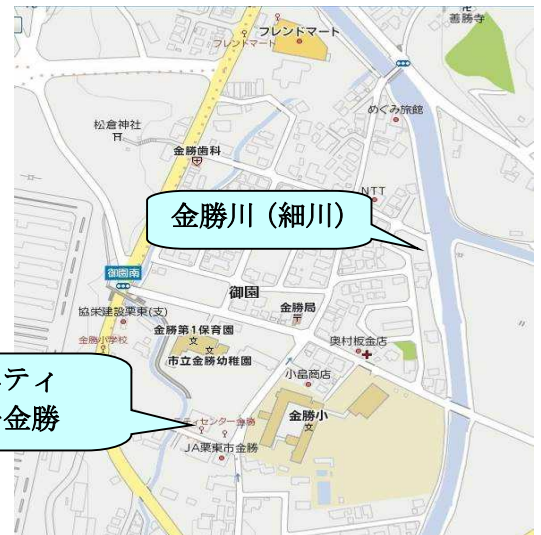 善勝寺
フレンドマート
フレンドマート
めぐみ旅館
松倉神社
金勝歯科
NTT
金勝川（細川）
御園南
御園
協栄建設栗東(支)
金勝局
金勝第1保育園
奥村板金店
金勝小学校
市立金勝幼稚園
小畠商店
ティ
金勝
センター金勝
金勝小
JA栗東市金勝